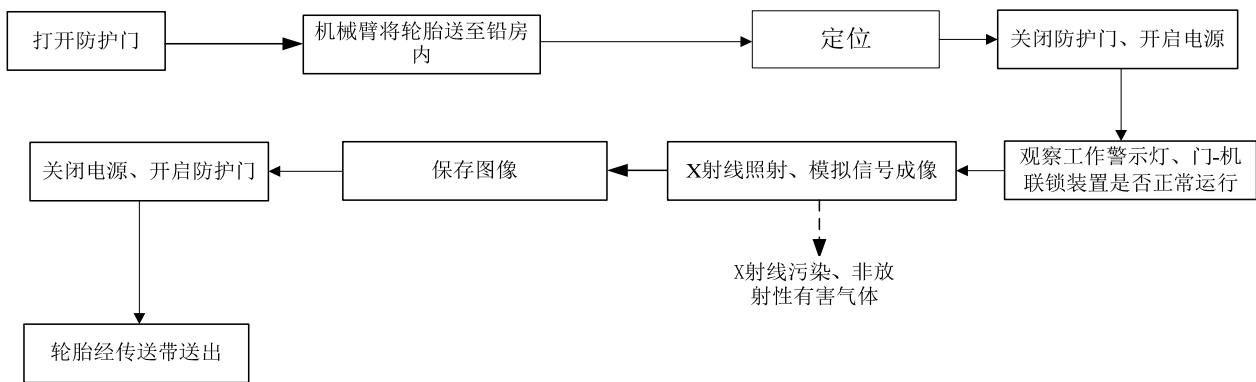 打开防护门
机械臂将轮胎送至铅房
内
定位
关闭防护门、开启电源
观察工作警示灯、门-机
联锁装置是否正常运行
X射线照射、模拟信号成像
保存图像
关闭电源、开启防护门
X射线污染、非放
射性有害气体
轮胎经传送带送出